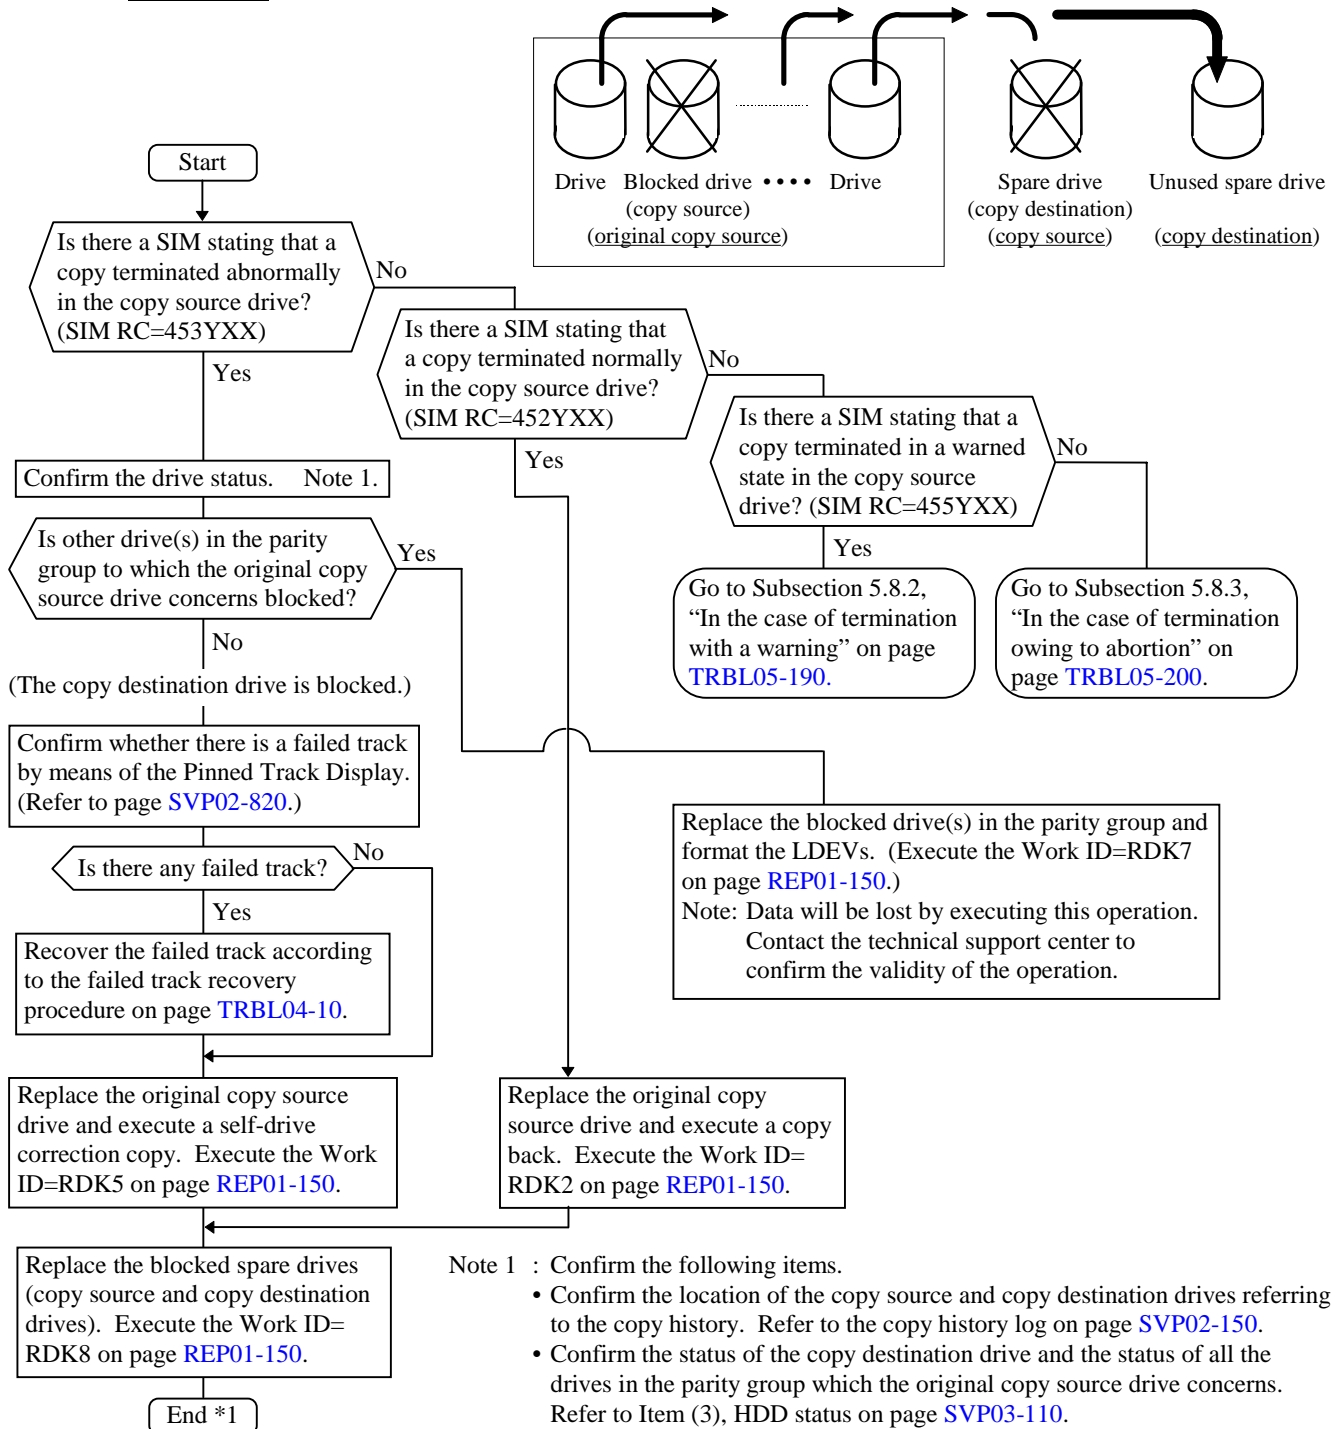 Drive Blocked drive •••• Drive
(copy source)
(original copy source)
Spare drive
(copy destination)
(copy source)
Unused spare drive
(copy destination)
Start
Is there a SIM stating that a
copy terminated abnormally
in the copy source drive?
(SIM RC=453YXX)
No
Yes
Is there a SIM stating that
a copy terminated normally
in the copy source drive?
(SIM RC=452YXX)
No
Yes
Is there a SIM stating that a
copy terminated in a warned
state in the copy source
drive? (SIM RC=455YXX)
No
Yes
Confirm the drive status. Note 1.
Is other drive(s) in the parity
group to which the original copy
source drive concerns blocked?
Yes
No
Go to Subsection 5.8.2,
“In the case of termination
with a warning” on page
TRBL05-190.
Go to Subsection 5.8.3,
“In the case of termination
owing to abortion” on
page TRBL05-200.
(The copy destination drive is blocked.)
Confirm whether there is a failed track
by means of the Pinned Track Display.
(Refer to page SVP02-820.)
Is there any failed track?
No
Yes
Replace the blocked drive(s) in the parity group and
format the LDEVs. (Execute the Work ID=RDK7
on page REP01-150.)
Note: Data will be lost by executing this operation.
Contact the technical support center to
confirm the validity of the operation.
Recover the failed track according
to the failed track recovery
procedure on page TRBL04-10.
Replace the original copy source
drive and execute a self-drive
correction copy. Execute the Work
ID=RDK5 on page REP01-150.
Replace the original copy
source drive and execute a copy
back. Execute the Work ID=
RDK2 on page REP01-150.
Replace the blocked spare drives
(copy source and copy destination
drives). Execute the Work ID=
RDK8 on page REP01-150.
End *1
Note 1 : Confirm the following items.
• Confirm the location of the copy source and copy destination drives referring
to the copy history. Refer to the copy history log on page SVP02-150.
• Confirm the status of the copy destination drive and the status of all the
drives in the parity group which the original copy source drive concerns.
Refer to Item (3), HDD status on page SVP03-110.